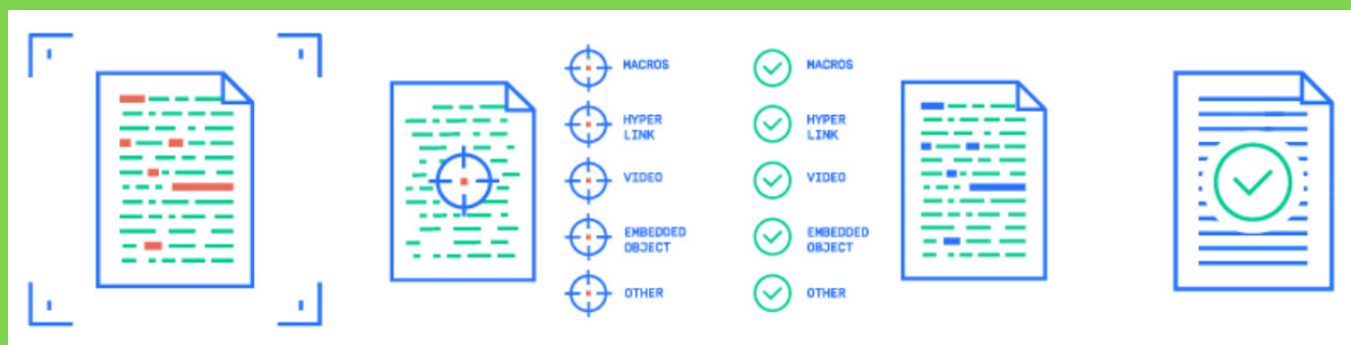 MACROS
HYPER
LINK
VIDEO
EMBEDDED
OBJECT
OTHER
MACROS
HYPER
LINK
VIDEO
EMBEDDED
OBJECT
OTHER